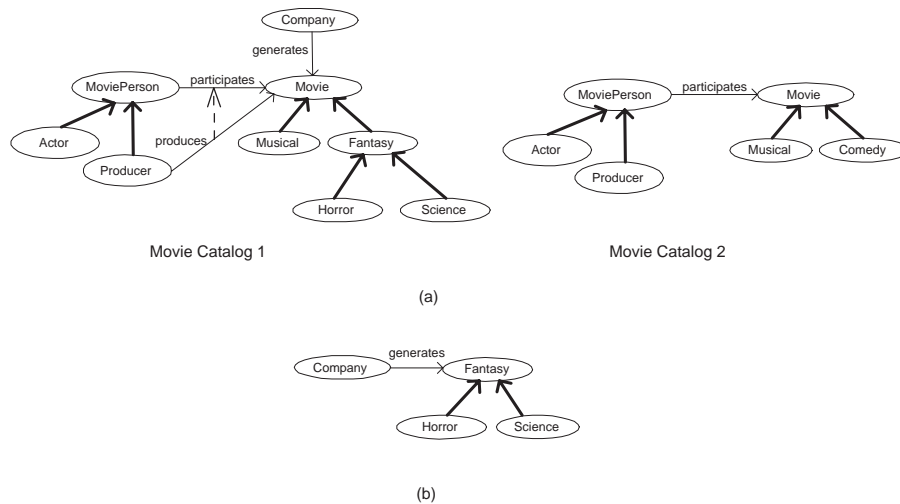 Company
generates
MoviePerson
participates
Movie
MoviePerson
participates
Movie
Actor
produces
Musical
Fantasy
Actor
Musical
Comedy
Producer
Producer
Horror
Science
Movie Catalog 1
Movie Catalog 2
(a)
generates
Company
Fantasy
Horror
Science
(b)